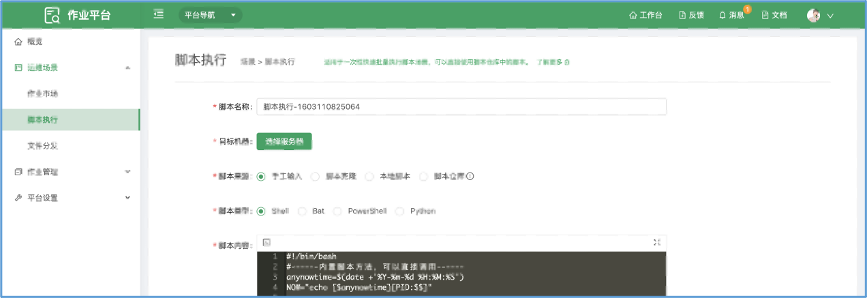 作业平台
平台导航
工作台 反馈 消息 文档
概览
运维场景
作业市场
脚本执行
文件分发
作业管理
平台设置
脚本执行 场景 > 脚本执行 适用于一次性快速批量执行脚本场景，可以直接使用脚本仓库中的脚本。 了解更多
* 脚本名称: 脚本执行-1603110825064
* 目标机器: 选择服务器
* 脚本来源: 手工输入 脚本克隆 本地脚本 脚本仓库
* 脚本类型: Shell Bat PowerShell Python
* 脚本内容:
1 #!/bin/bash
2 #------内置脚本方法，可以直接调用------
3 anynowtime=$(date +'%Y-%m-%d %H:%M:%S')
4 NOW="echo [$anynowtime][PID:$$]"